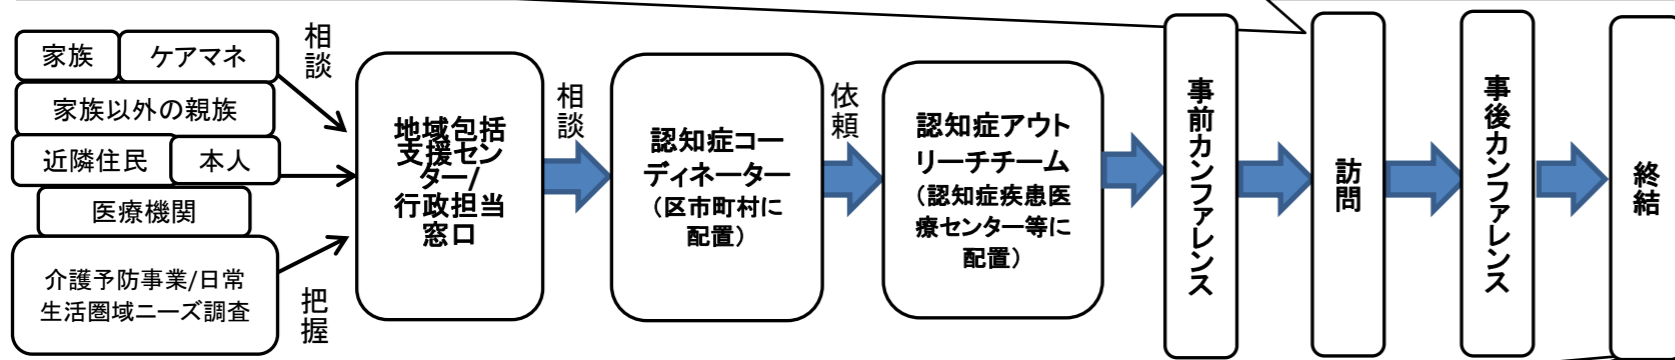 家族
ケアマネ
家族以外の親族
近隣住民
本人
医療機関
介護予防事業/日常
生活圏域ニーズ調査
相談
把握
地域包括
支援セン
ター/
行政担当
窓口
相談
認知症コー
ディネーター
（区市町村に
配置）
依頼
認知症アウト
リーチチーム
（認知症疾患医
療センター等に
配置）
事前カンファレンス
訪問
事後カンファレンス
終結